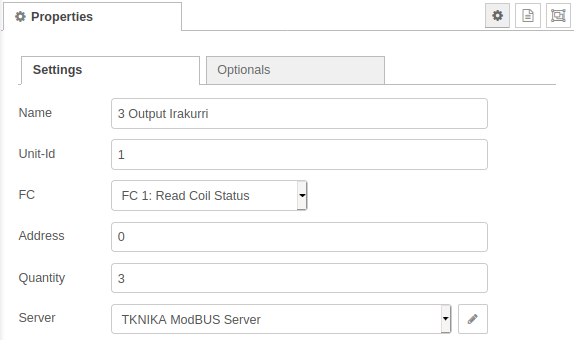 Properties
Settings
Optionals
Name
3 Output Irakurri
Unit-Id
1
FC
FC 1: Read Coil Status
Address
0
Quantity
3
Server
TKNIKA ModBUS Server